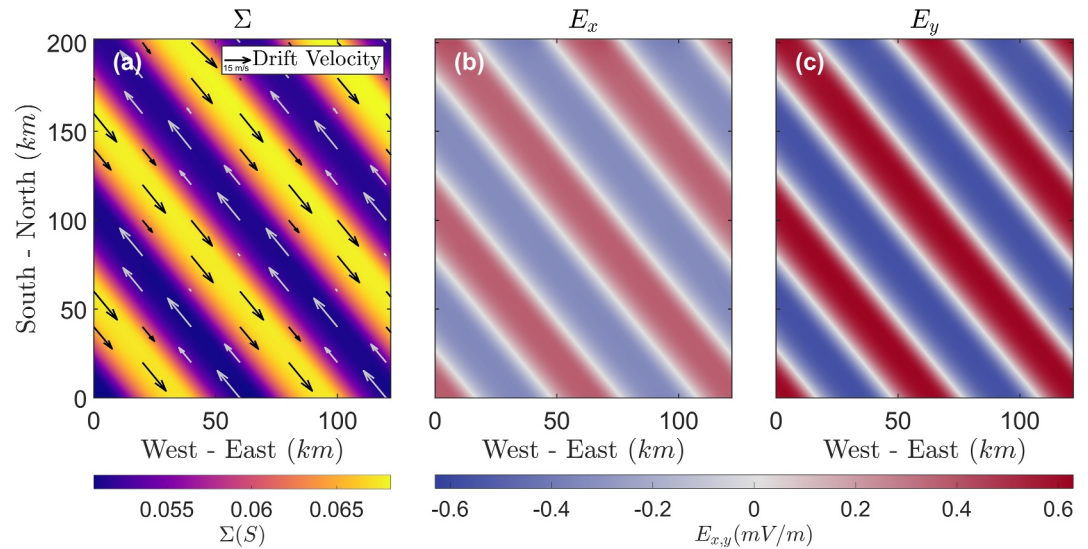 Σ
E_x
E_y
(a)
(b)
(c)
15 m/s
Drift Velocity
200
150
100
50
0
South - North (km)
0
50
100
0
50
100
0
50
100
West - East (km)
West - East (km)
West - East (km)
0.055
0.06
0.065
Σ(S)
-0.6
-0.4
-0.2
0
0.2
0.4
0.6
E_{x,y}(mV/m)